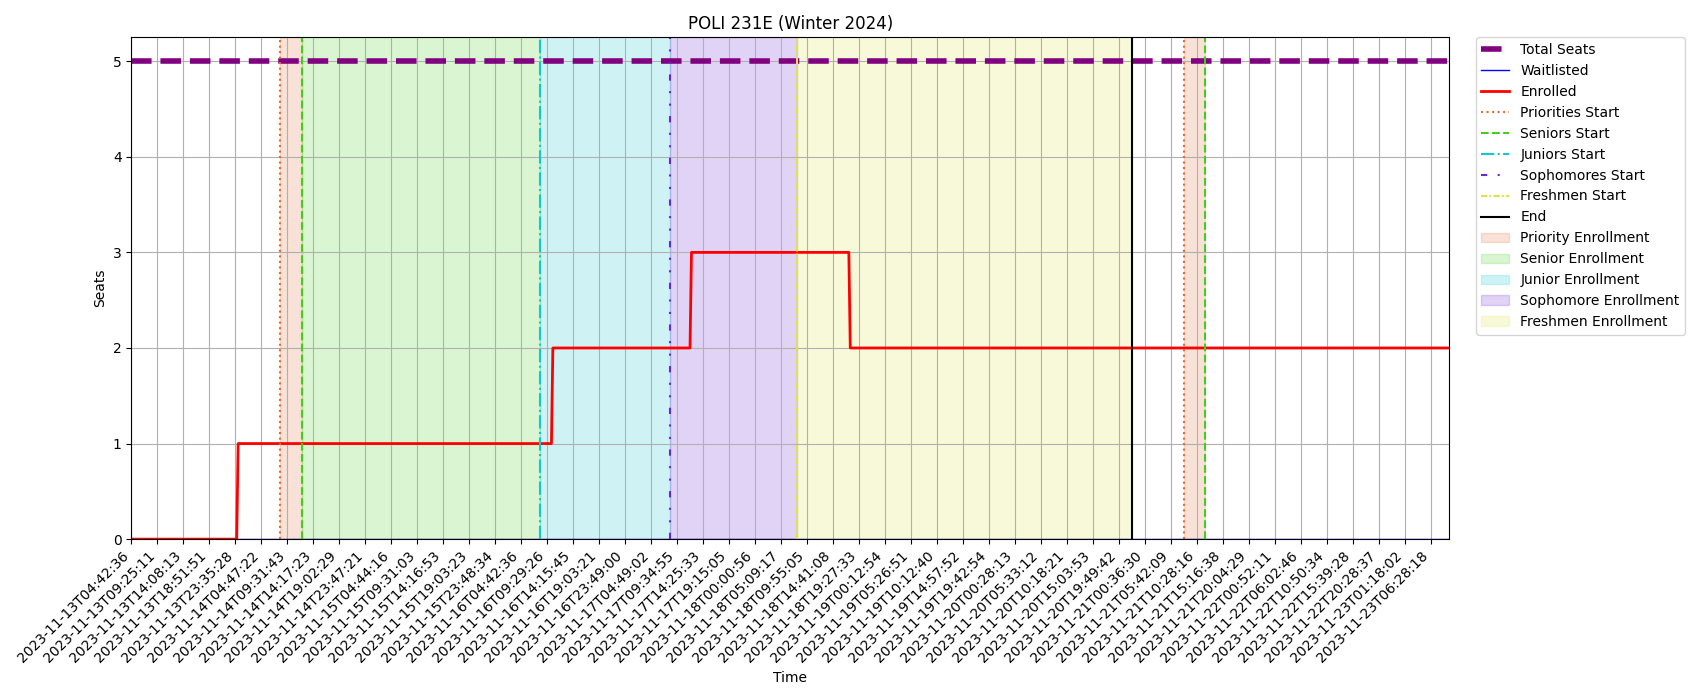 POLI 231E (Winter 2024)
Seats
5
4
3
2
1
0
2023-11-13T04:42:36
2023-11-13T09:25:11
2023-11-13T14:08:13
2023-11-13T18:51:51
2023-11-13T23:35:28
2023-11-14T04:47:22
2023-11-14T09:31:43
2023-11-14T14:17:23
2023-11-14T19:02:29
2023-11-14T23:47:21
2023-11-15T04:44:16
2023-11-15T09:31:03
2023-11-15T14:16:53
2023-11-15T19:03:23
2023-11-15T23:48:34
2023-11-16T04:42:36
2023-11-16T09:29:26
2023-11-16T14:15:45
2023-11-16T19:03:21
2023-11-16T23:49:00
2023-11-17T04:49:02
2023-11-17T09:34:55
2023-11-17T14:25:33
2023-11-17T19:15:05
2023-11-18T00:00:56
2023-11-18T05:09:17
2023-11-18T09:55:05
2023-11-18T14:41:08
2023-11-18T19:27:33
2023-11-19T00:12:54
2023-11-19T05:26:51
2023-11-19T10:12:40
2023-11-19T14:57:52
2023-11-19T19:42:54
2023-11-20T00:28:13
2023-11-20T05:33:12
2023-11-20T10:18:21
2023-11-20T15:03:53
2023-11-20T19:49:42
2023-11-21T00:36:30
2023-11-21T05:42:09
2023-11-21T10:28:16
2023-11-21T15:16:38
2023-11-21T20:04:29
2023-11-22T00:52:11
2023-11-22T06:02:46
2023-11-22T10:50:34
2023-11-22T15:39:28
2023-11-22T20:28:37
2023-11-23T01:18:02
2023-11-23T06:28:18
Time
Total Seats
Waitlisted
Enrolled
Priorities Start
Seniors Start
Juniors Start
Sophomores Start
Freshmen Start
End
Priority Enrollment
Senior Enrollment
Junior Enrollment
Sophomore Enrollment
Freshmen Enrollment